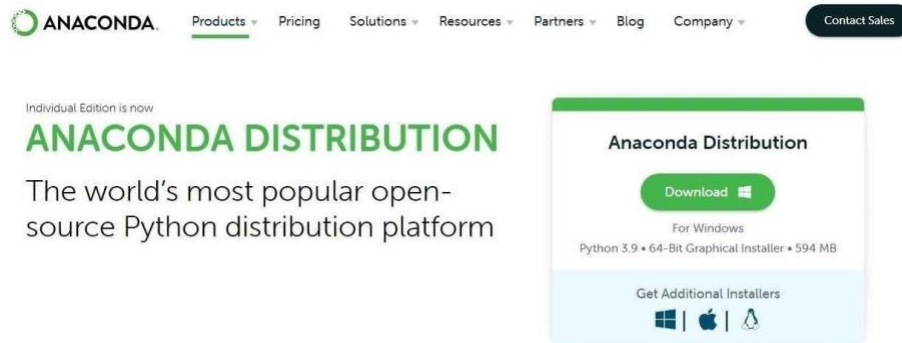 ANACONDA. Products Pricing Solutions Resources Partners Blog Company Contact Sales
Individual Edition is now
ANACONDA DISTRIBUTION
The world's most popular open-
source Python distribution platform
Anaconda Distribution
Download
For Windows
Python 3.9 • 64-Bit Graphical Installer • 594 MB
Get Additional Installers